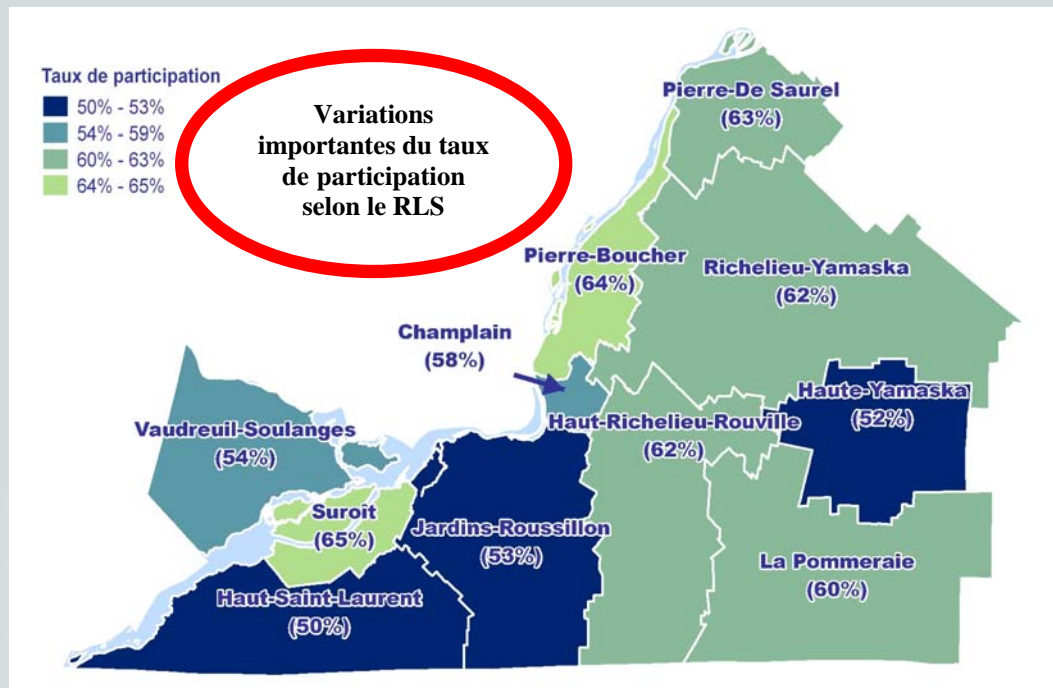 Taux de participation
50% - 53%
54% - 59%
60% - 63%
64% - 65%
Variations
importantes du taux
de participation
selon le RLS
Pierre-De Saurel
(63%)
Pierre-Boucher
(64%)
Richelieu-Yamaska
(62%)
Champlain
(58%)
Haute-Yamaska
(52%)
Vaudreuil-Soulanges
(54%)
Haut-Richelieu-Rouville
(62%)
Suroît
(65%)
Jardins-Roussillon
(53%)
La Pommeraie
(60%)
Haut-Saint-Laurent
(50%)